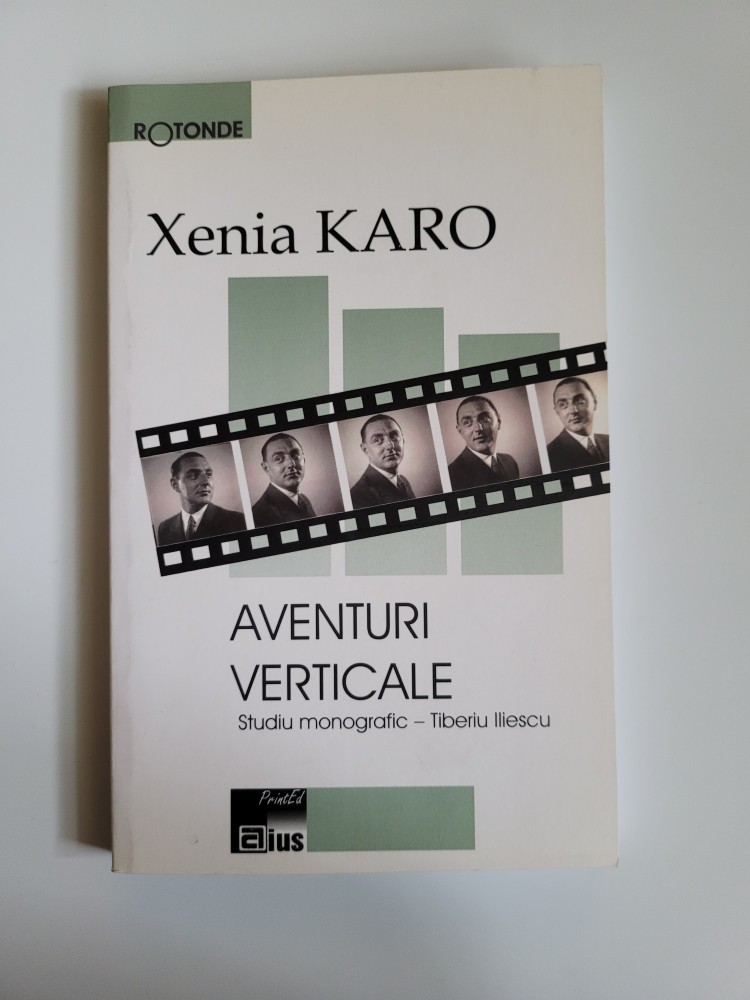 ROTONDE
Xenia KARO
AVENTURI
VERTICALE
Studiu monografic – Tiberiu Iliescu
PrintEd
aius